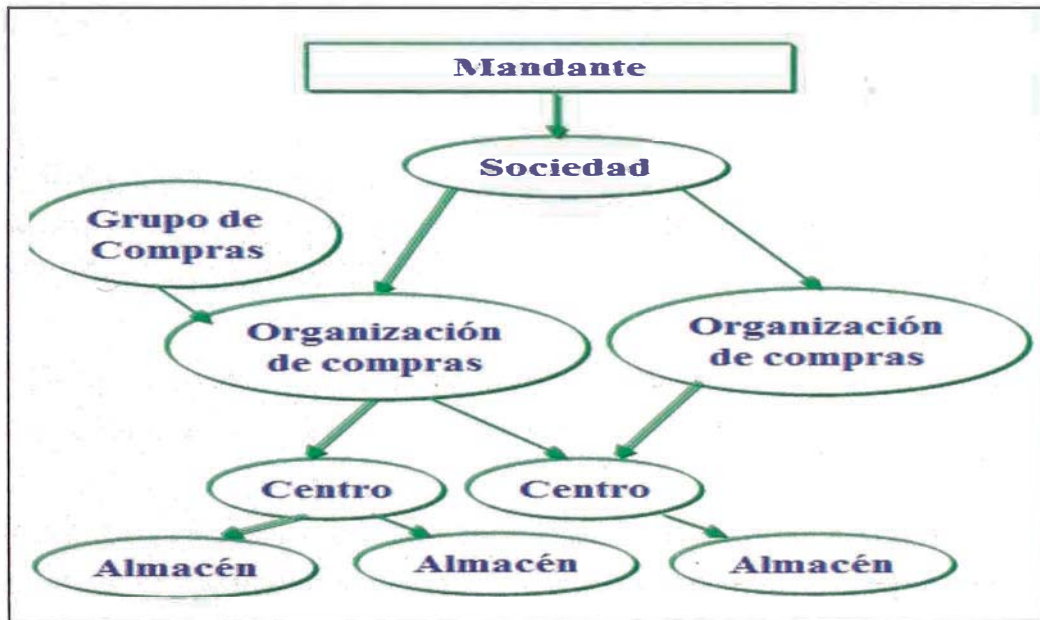 Mandante
Sociedad
Grupo de
Compras
Organización
de compras
Organización
de compras
Centro
Centro
Almacén
Almacén
Almacén